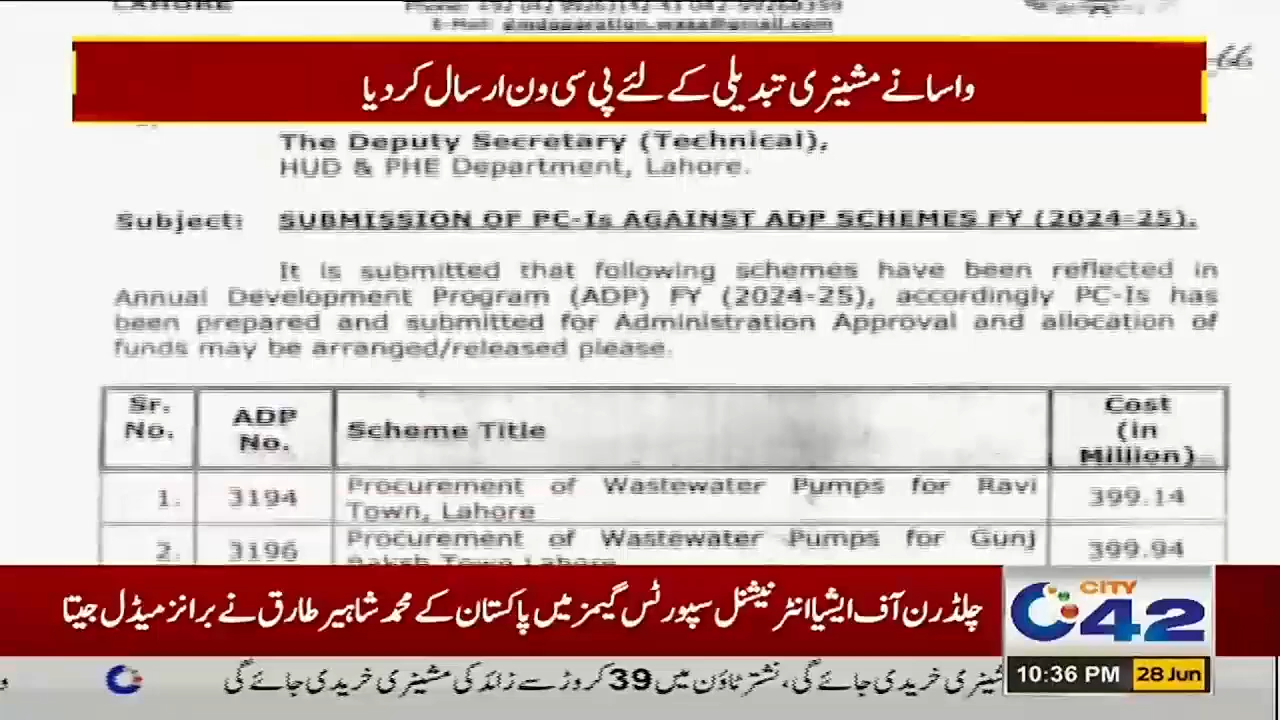 LAHORE
واسا نے مشینری تبدیلی کے لئے پی سی ون ارسال کر دیا
The Deputy Secretary (Technical),
HUD & PHE Department, Lahore.
Subject: SUBMISSION OF PC-Is AGAINST ADP SCHEMES FY (2024-25).
It is submitted that following schemes have been reflected in
Annual Development Program (ADP) FY (2024-25), accordingly PC-Is has
been prepared and submitted for Administration Approval and allocation of
funds may be arranged/released please.
Sr. No. ADP No. Scheme Title Cost (in Million)
1. 3194 Procurement of Wastewater Pumps for Ravi
Town, Lahore 399.14
2. 3196 Procurement of Wastewater Pumps for Gunj
399.94
چلڈرن آف ایشیا انٹرنیشنل سپورٹس گیمز میں پاکستان کے محمد شاہیر طارق نے برانز میڈل جیتا
CITY
42
مشینری خریدی جائے گی، نشتر ٹاؤن میں 39 کروڑ سے زائد کی مشینری خریدی جائے گی
10:36 PM 28 Jun